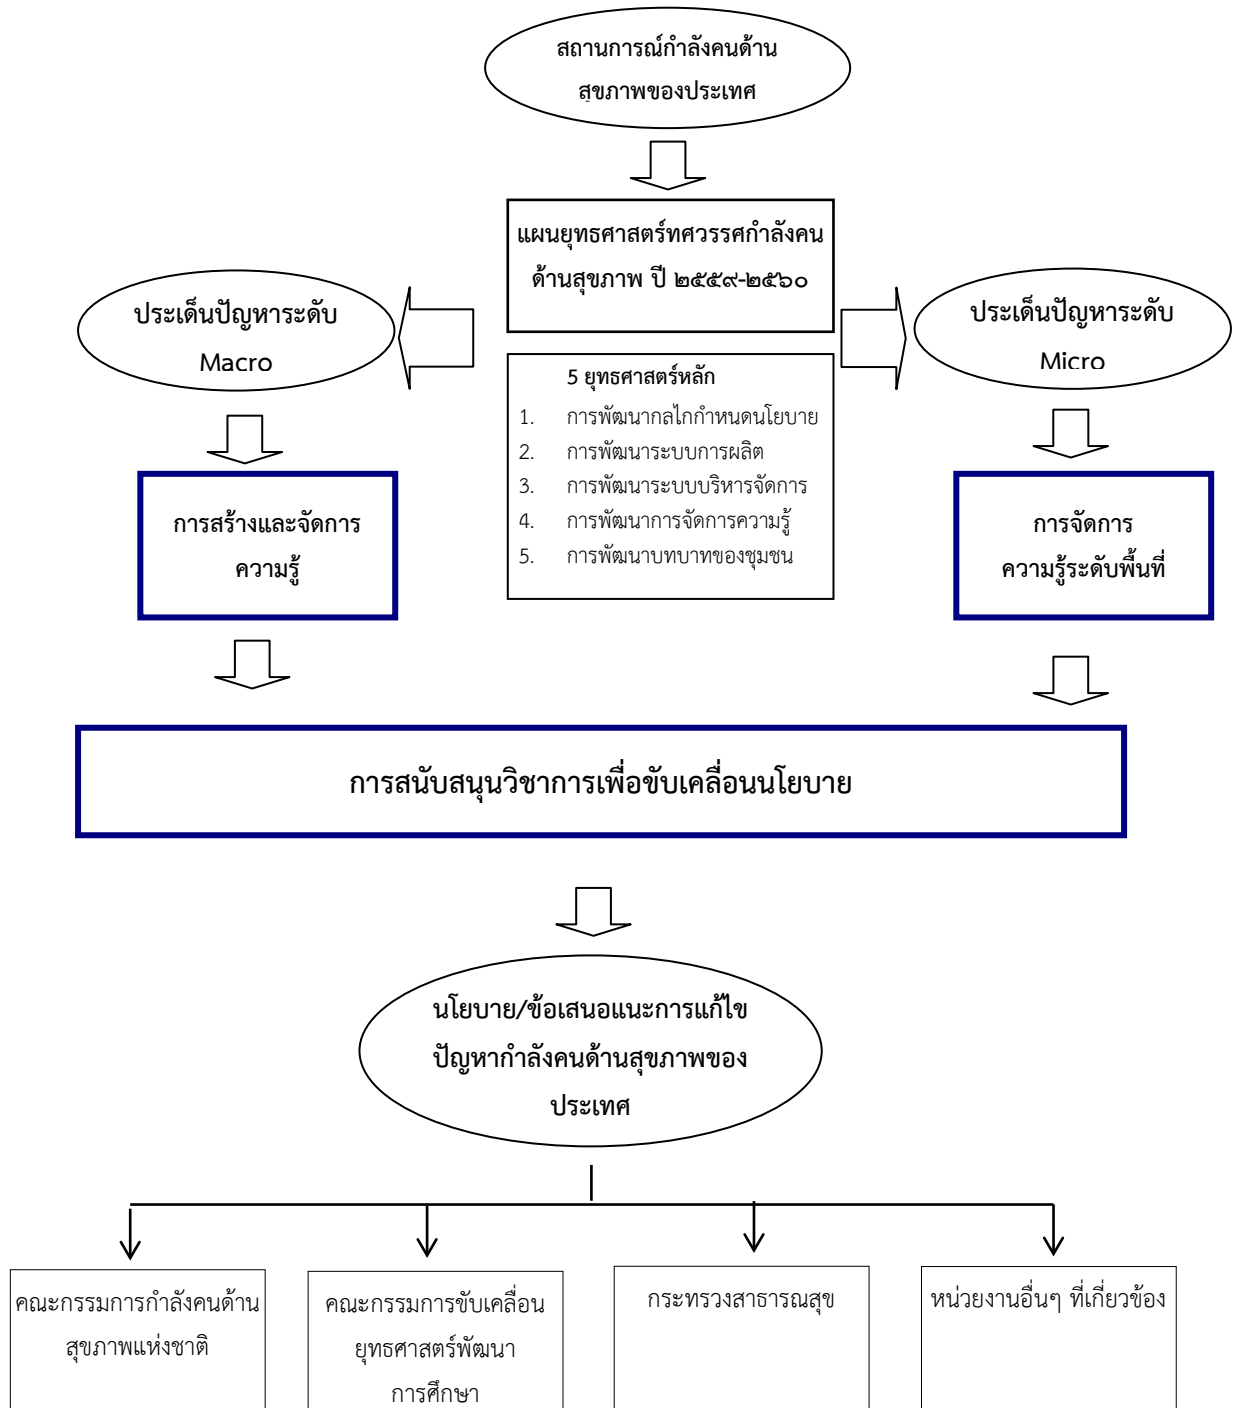 สถานการณ์กำลังคนด้าน
สุขภาพของประเทศ
แผนยุทธศาสตร์ทศวรรศกำลังคน
ด้านสุขภาพ ปี ๒๕๕๙-๒๕๖๐
ประเด็นปัญหาระดับ
Macro
ประเด็นปัญหาระดับ
Micro
5 ยุทธศาสตร์หลัก
1. การพัฒนากลไกกำหนดนโยบาย
2. การพัฒนาระบบการผลิต
3. การพัฒนาระบบบริหารจัดการ
4. การพัฒนาการจัดการความรู้
5. การพัฒนาบทบาทของชุมชน
การสร้างและจัดการ
ความรู้
การจัดการ
ความรู้ระดับพื้นที่
การสนับสนุนวิชาการเพื่อขับเคลื่อนนโยบาย
นโยบาย/ข้อเสนอแนะการแก้ไข
ปัญหากำลังคนด้านสุขภาพของ
ประเทศ
คณะกรรมการกำลังคนด้าน
สุขภาพแห่งชาติ
คณะกรรมการขับเคลื่อน
ยุทธศาสตร์พัฒนา
การศึกษา
กระทรวงสาธารณสุข
หน่วยงานอื่นๆ ที่เกี่ยวข้อง